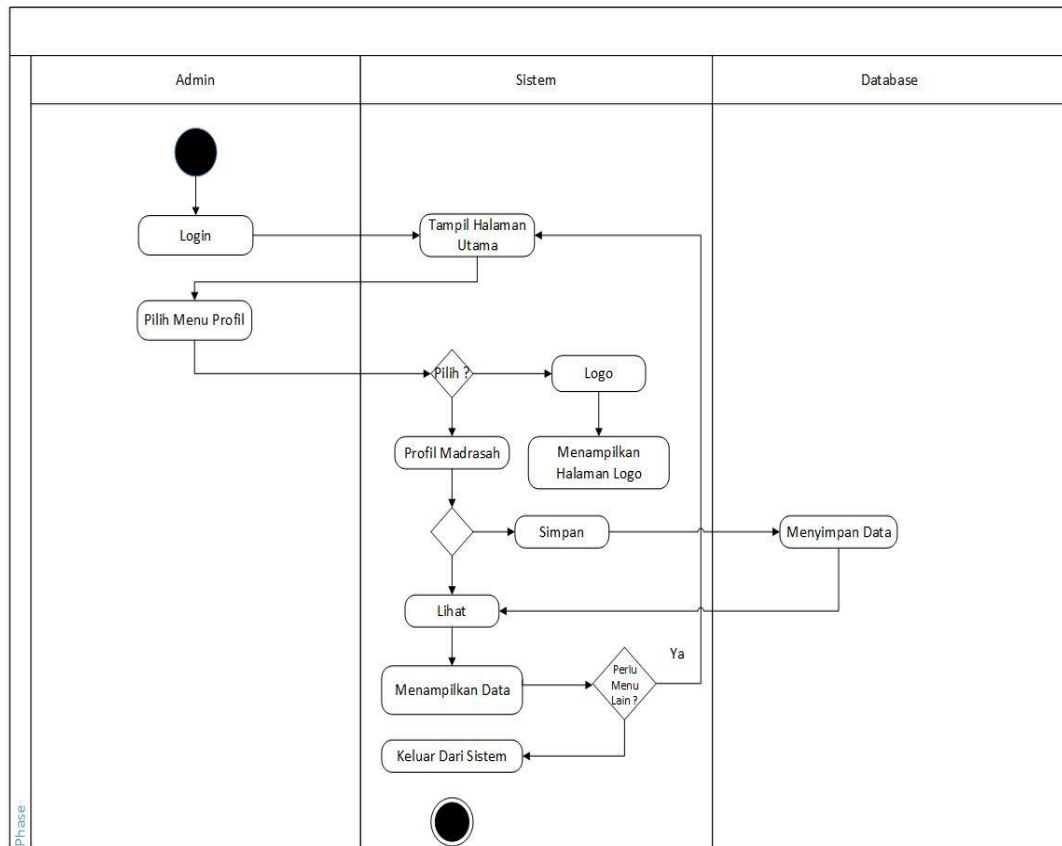 Admin
Sistem
Database
Login
Tampil Halaman
Utama
Pilih Menu Profil
Pilih ?
Logo
Profil Madrasah
Menampilkan
Halaman Logo
Simpan
Menyimpan Data
Lihat
Ya
Perlu
Menu
Lain ?
Menampilkan Data
Keluar Dari Sistem
Phase